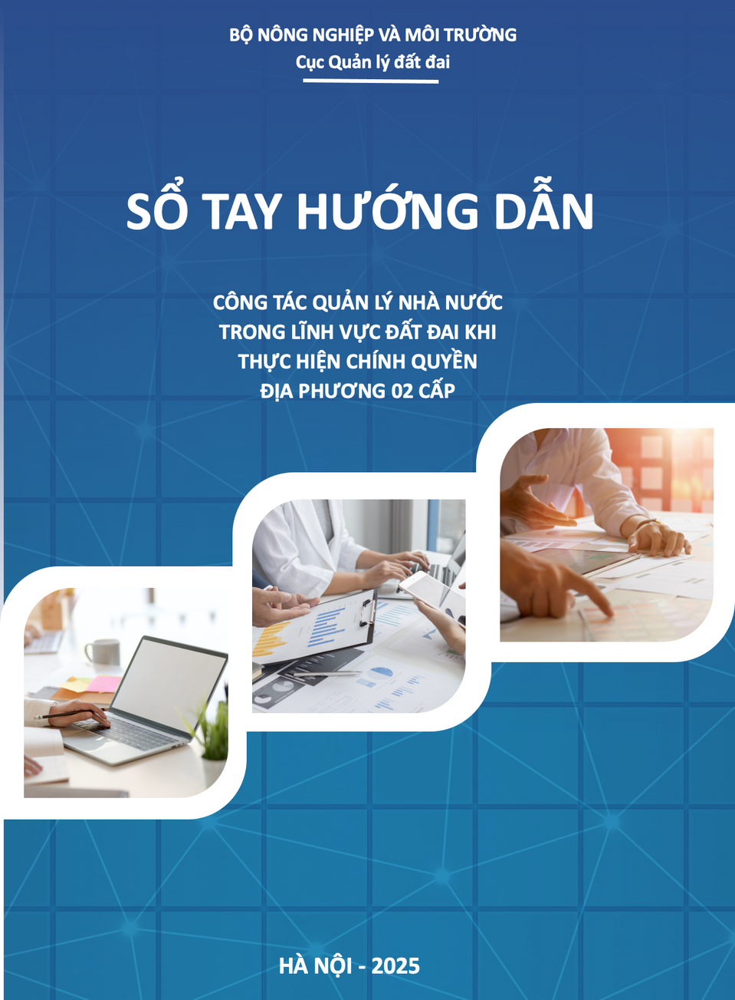 BỘ NÔNG NGHIỆP VÀ MÔI TRƯỜNG
Cục Quản lý đất đai
SỔ TAY HƯỚNG DẪN
CÔNG TÁC QUẢN LÝ NHÀ NƯỚC
TRONG LĨNH VỰC ĐẤT ĐAI KHI
THỰC HIỆN CHÍNH QUYỀN
ĐỊA PHƯƠNG 02 CẤP
HÀ NỘI - 2025